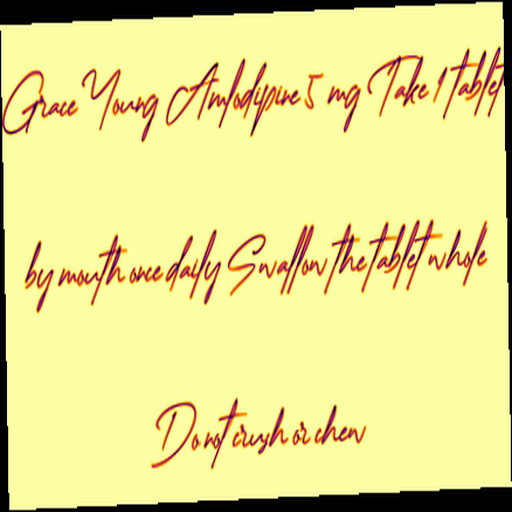 Grace Young Amlodipine 5 mg Take 1 tablet
by mouth once daily Swallow the tablet whole
Do not crush or chew